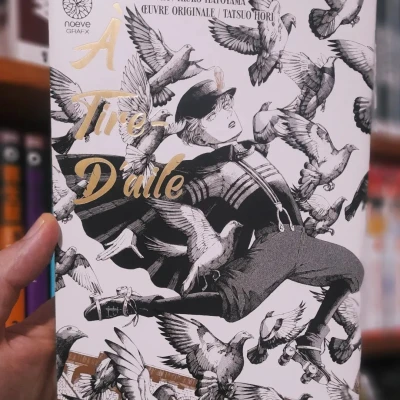 noeve
GRAFX
ŒUVRE ORIGINALE / TATSUO HORI
À
Tire-
D'aile